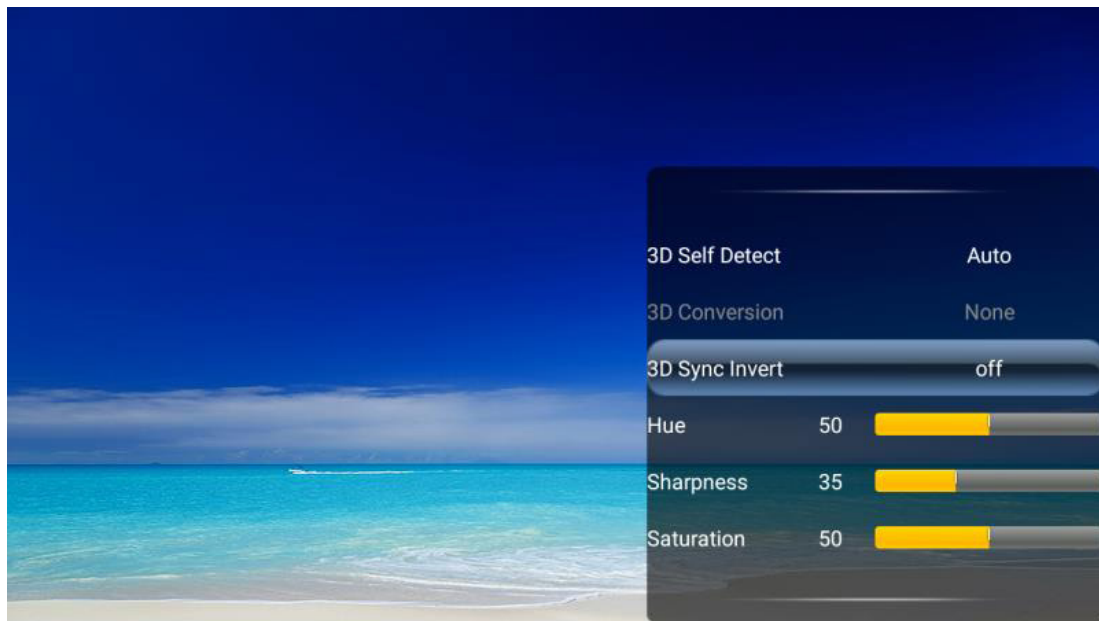 3D Self Detect Auto
3D Conversion None
3D Sync Invert off
Hue 50
Sharpness 35
Saturation 50